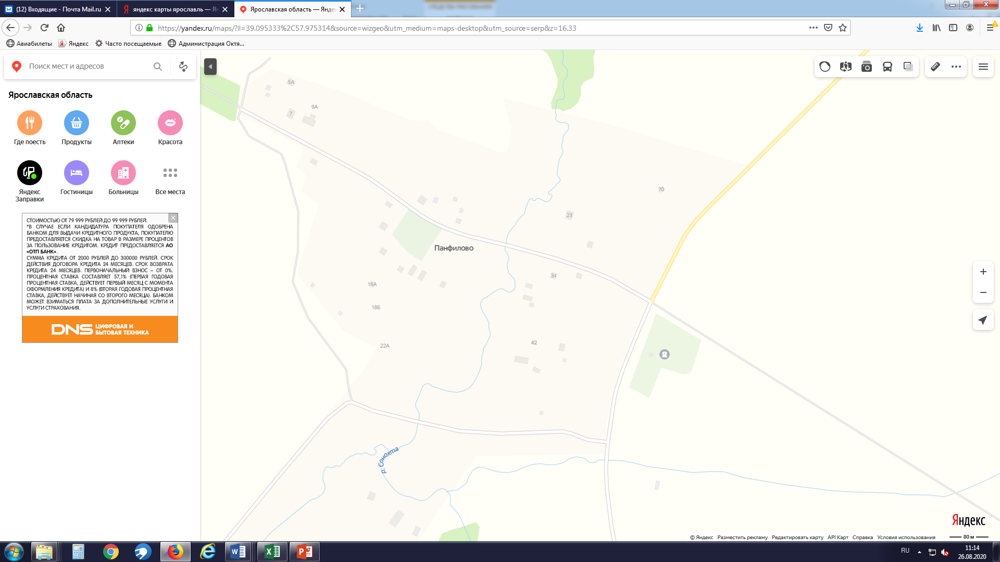 (12) Входящие - Почта Mail.ru
яндекс карты ярославль — Ян
Ярославская область — Яндек
https://yandex.ru/maps/?ll=39.095333%2C57.975314&source=wizgeo&utm_medium=maps-desktop&utm_source=serp&z=16.33
Авиабилеты
Яндекс
Часто посещаемые
Администрация Октя...
Поиск мест и адресов
Ярославская область
Где поесть
Продукты
Аптеки
Красота
Яндекс
Заправки
Гостиницы
Больницы
Все места
СТОИМОСТЬЮ ОТ 79 999 РУБЛЕЙ ДО 99 999 РУБЛЕЙ.
*В СЛУЧАЕ ЕСЛИ КАНДИДАТУРА ПОКУПАТЕЛЯ ОДОБРЕНА
БАНКОМ ДЛЯ ВЫДАЧИ КРЕДИТНОГО ПРОДУКТА, ПОКУПАТЕЛЮ
ПРЕДОСТАВЛЯЕТСЯ СКИДКА НА ТОВАР В РАЗМЕРЕ ПРОЦЕНТОВ
ЗА ПОЛЬЗОВАНИЕ КРЕДИТОМ. КРЕДИТ ПРЕДОСТАВЛЯЕТСЯ АО
«ОТП БАНК».
СУММА КРЕДИТА ОТ 2000 РУБЛЕЙ ДО 300000 РУБЛЕЙ. СРОК
ДЕЙСТВИЯ ДОГОВОРА КРЕДИТА 24 МЕСЯЦЕВ. СРОК ВОЗВРАТА
КРЕДИТА 24 МЕСЯЦЕВ. ПЕРВОНАЧАЛЬНЫЙ ВЗНОС – ОТ 0%.
ПРОЦЕНТНАЯ СТАВКА СОСТАВЛЯЕТ 57,1% (ПЕРВАЯ ГОДОВАЯ
ПРОЦЕНТНАЯ СТАВКА, ДЕЙСТВУЕТ ПЕРВЫЙ МЕСЯЦ С МОМЕНТА
ОФОРМЛЕНИЯ КРЕДИТА) И 8% (ВТОРАЯ ГОДОВАЯ ПРОЦЕНТНАЯ
СТАВКА, ДЕЙСТВУЕТ НАЧИНАЯ СО ВТОРОГО МЕСЯЦА). БАНКОМ
МОЖЕТ ВЗИМАТЬСЯ ПЛАТА ЗА ДОПОЛНИТЕЛЬНЫЕ УСЛУГИ И
УСЛУГИ СТРАХОВАНИЯ.
DNS ЦИФРОВАЯ И
БЫТОВАЯ ТЕХНИКА
5А
9А
7
70
23
Панфилово
34
16А
18Б
22А
42
р. Сонохта
Яндекс
© Яндекс Разместить рекламу Редактировать карту API Карт Справка Условия использования 80 м
RU
11:14
26.08.2020